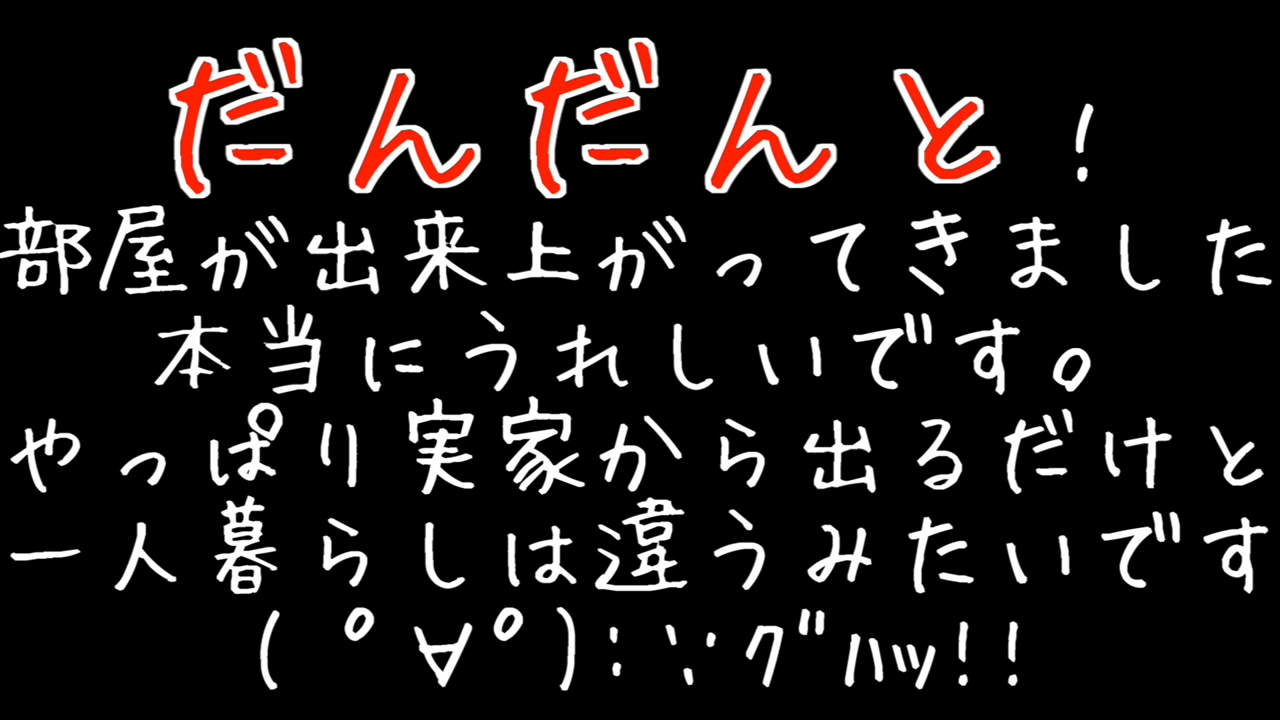 だんだんと!
部屋が出来上がってきました
本当にうれしいです。
やっぱり実家から出るだけと
一人暮らしは違うみたいです
( ﾟ∀ﾟ):∵ｸﾞﾊｯ!!